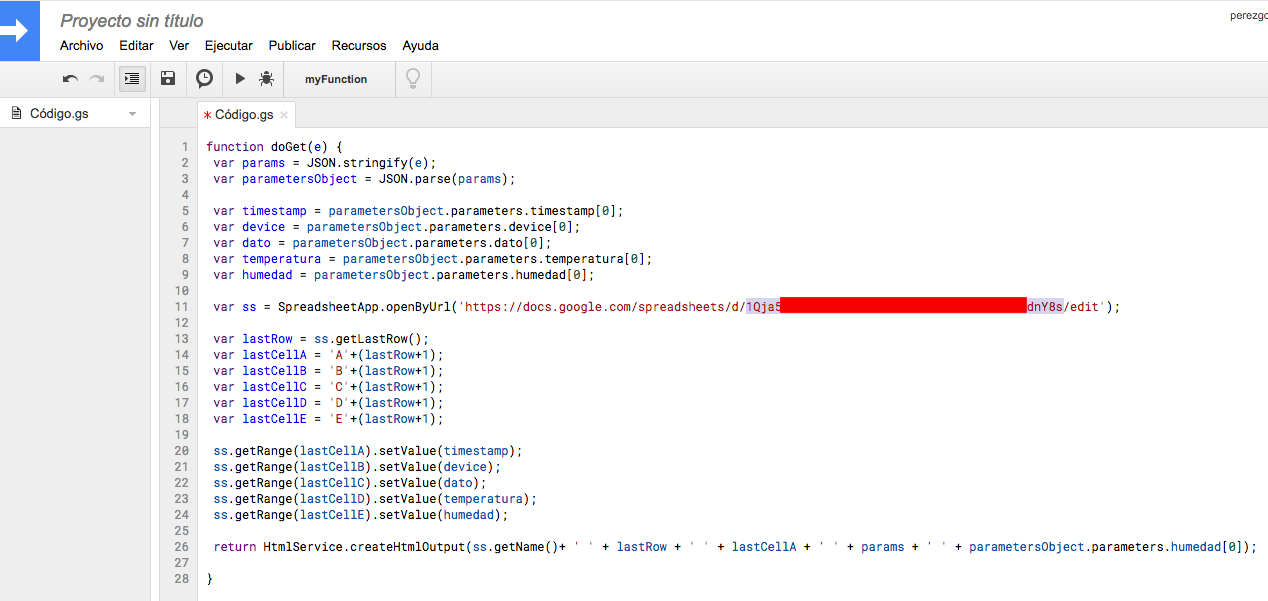 Proyecto sin título
perezgo
Archivo Editar Ver Ejecutar Publicar Recursos Ayuda
myFunction
Código.gs
* Código.gs ×
1 function doGet(e) {
2 var params = JSON.stringify(e);
3 var parametersObject = JSON.parse(params);
4
5 var timestamp = parametersObject.parameters.timestamp[0];
6 var device = parametersObject.parameters.device[0];
7 var dato = parametersObject.parameters.dato[0];
8 var temperatura = parametersObject.parameters.temperatura[0];
9 var humedad = parametersObject.parameters.humedad[0];
10
11 var ss = SpreadsheetApp.openByUrl('https://docs.google.com/spreadsheets/d/1Qja5 dnY8s/edit');
12
13 var lastRow = ss.getLastRow();
14 var lastCellA = 'A'+(lastRow+1);
15 var lastCellB = 'B'+(lastRow+1);
16 var lastCellC = 'C'+(lastRow+1);
17 var lastCellD = 'D'+(lastRow+1);
18 var lastCellE = 'E'+(lastRow+1);
19
20 ss.getRange(lastCellA).setValue(timestamp);
21 ss.getRange(lastCellB).setValue(device);
22 ss.getRange(lastCellC).setValue(dato);
23 ss.getRange(lastCellD).setValue(temperatura);
24 ss.getRange(lastCellE).setValue(humedad);
25
26 return HtmlService.createHtmlOutput(ss.getName()+ ' ' + lastRow + ' ' + lastCellA + ' ' + params + ' ' + parametersObject.parameters.humedad[0]);
27
28 }